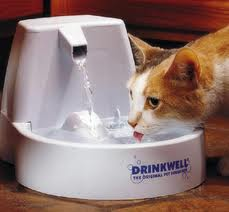 DRINKWELL
THE ORIGINAL PET FOUNTAIN